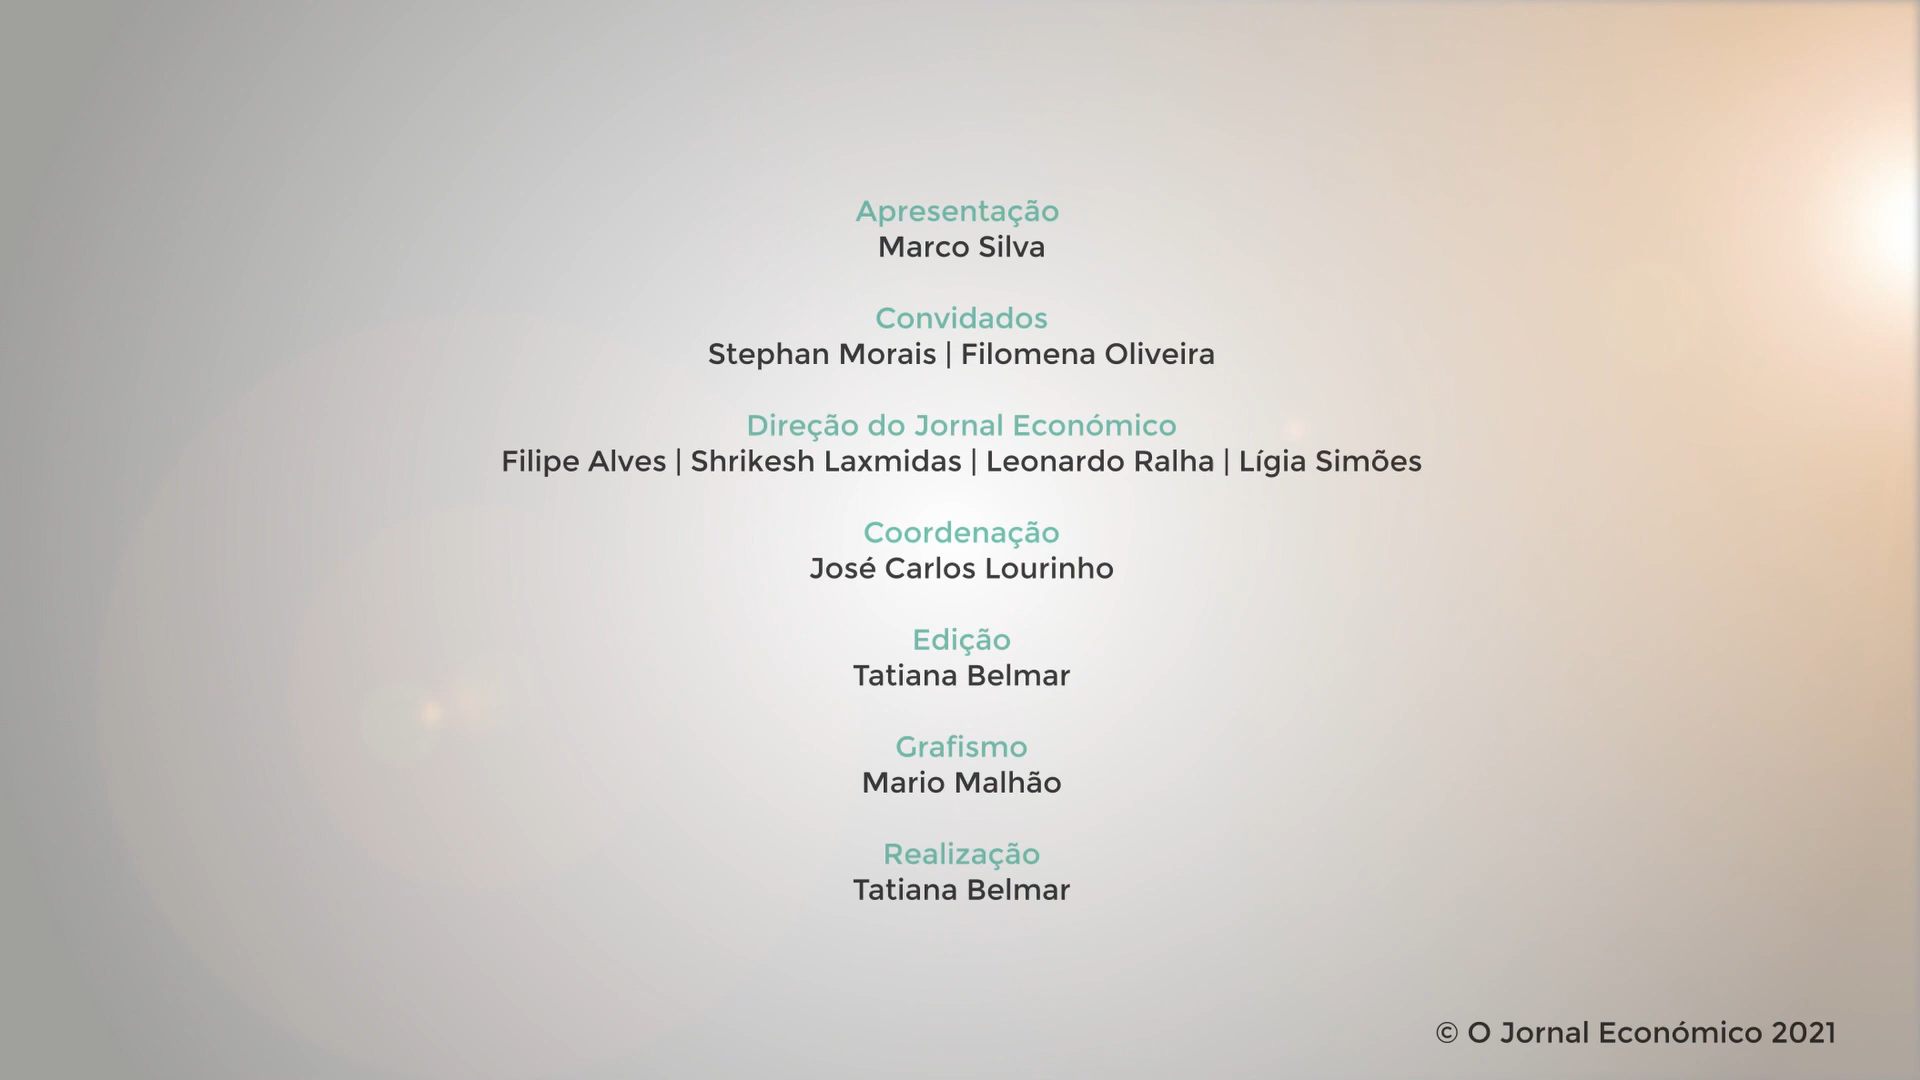 Apresentação
Marco Silva
Convidados
Stephan Morais | Filomena Oliveira
Direção do Jornal Económico
Filipe Alves | Shrikesh Laxmidas | Leonardo Ralha | Lígia Simões
Coordenação
José Carlos Lourinho
Edição
Tatiana Belmar
Grafismo
Mario Malhão
Realização
Tatiana Belmar
© O Jornal Económico 2021